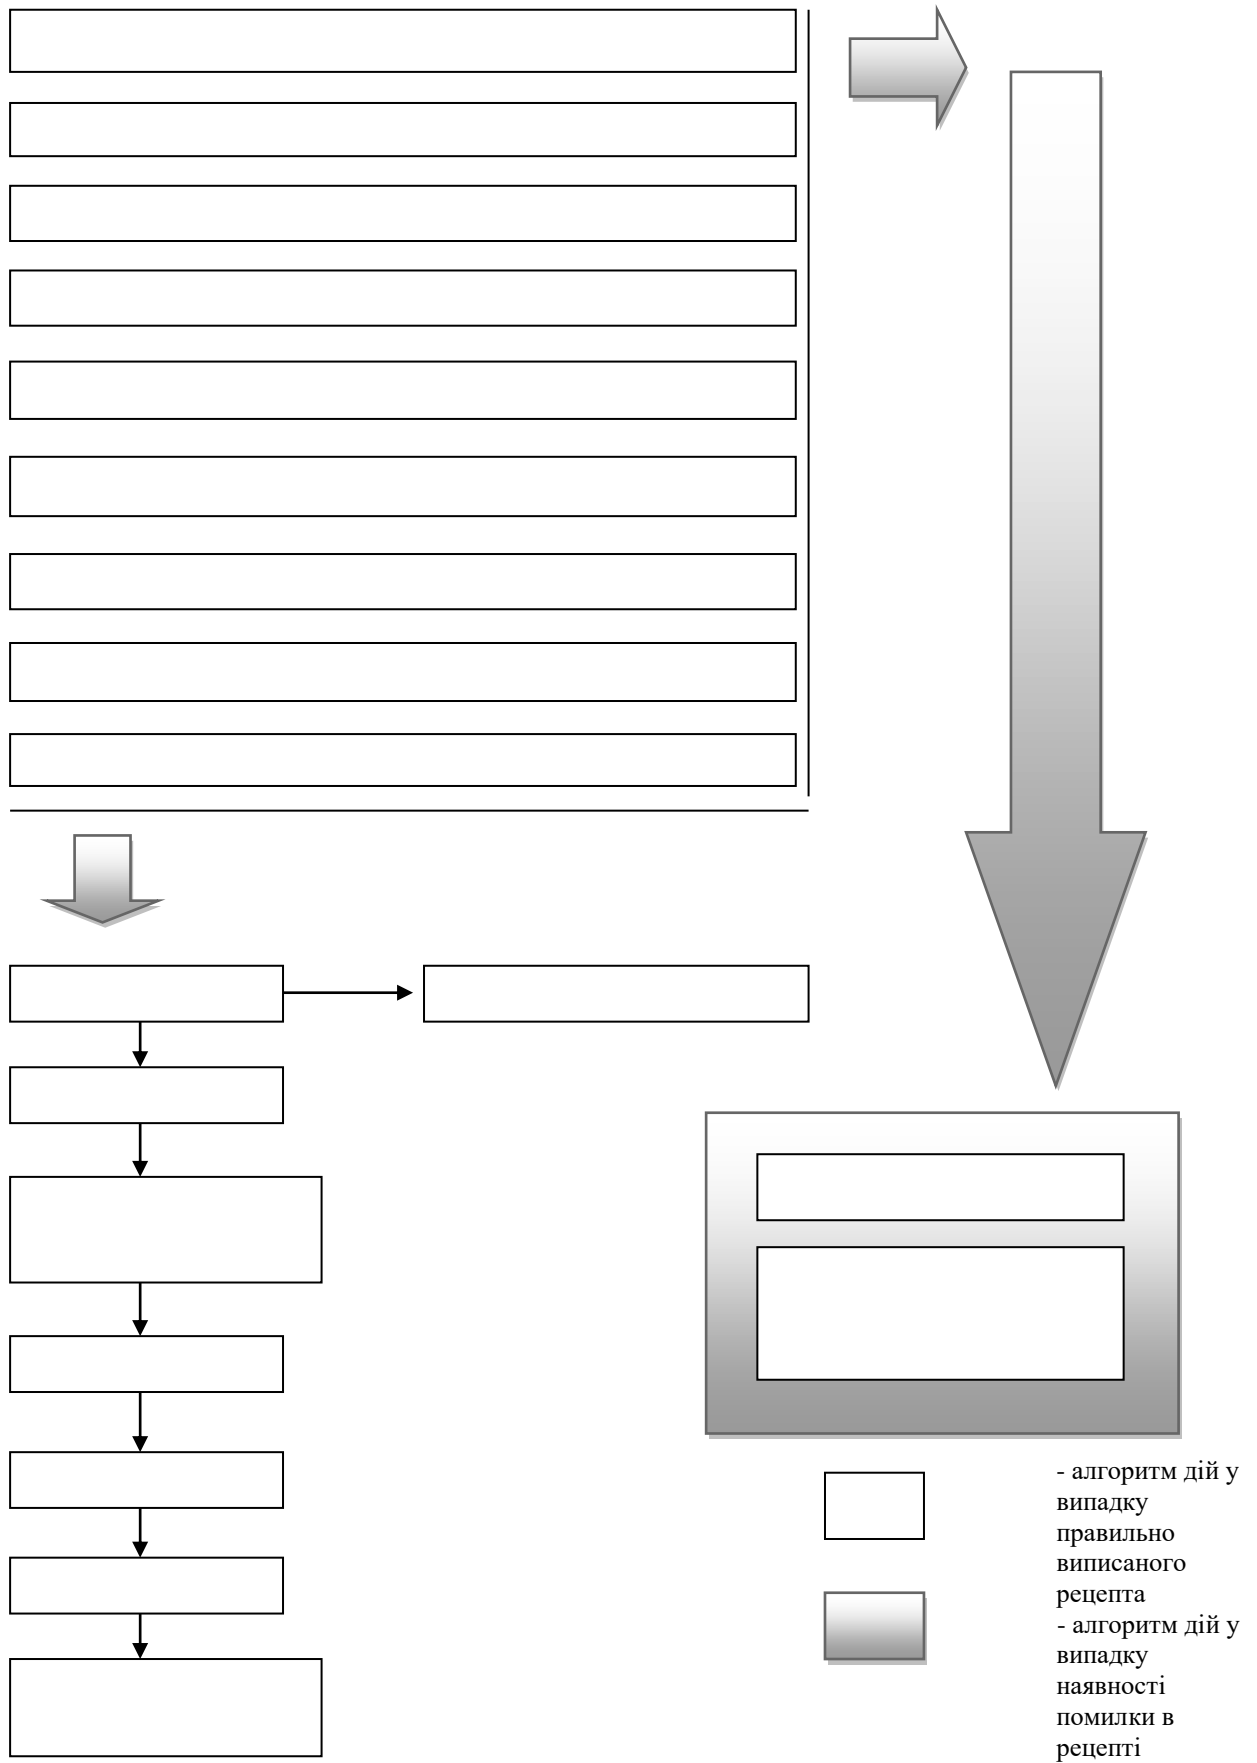 - алгоритм дій у
випадку
правильно
виписаного
рецепта
- алгоритм дій у
випадку
наявності
помилки в
рецепті